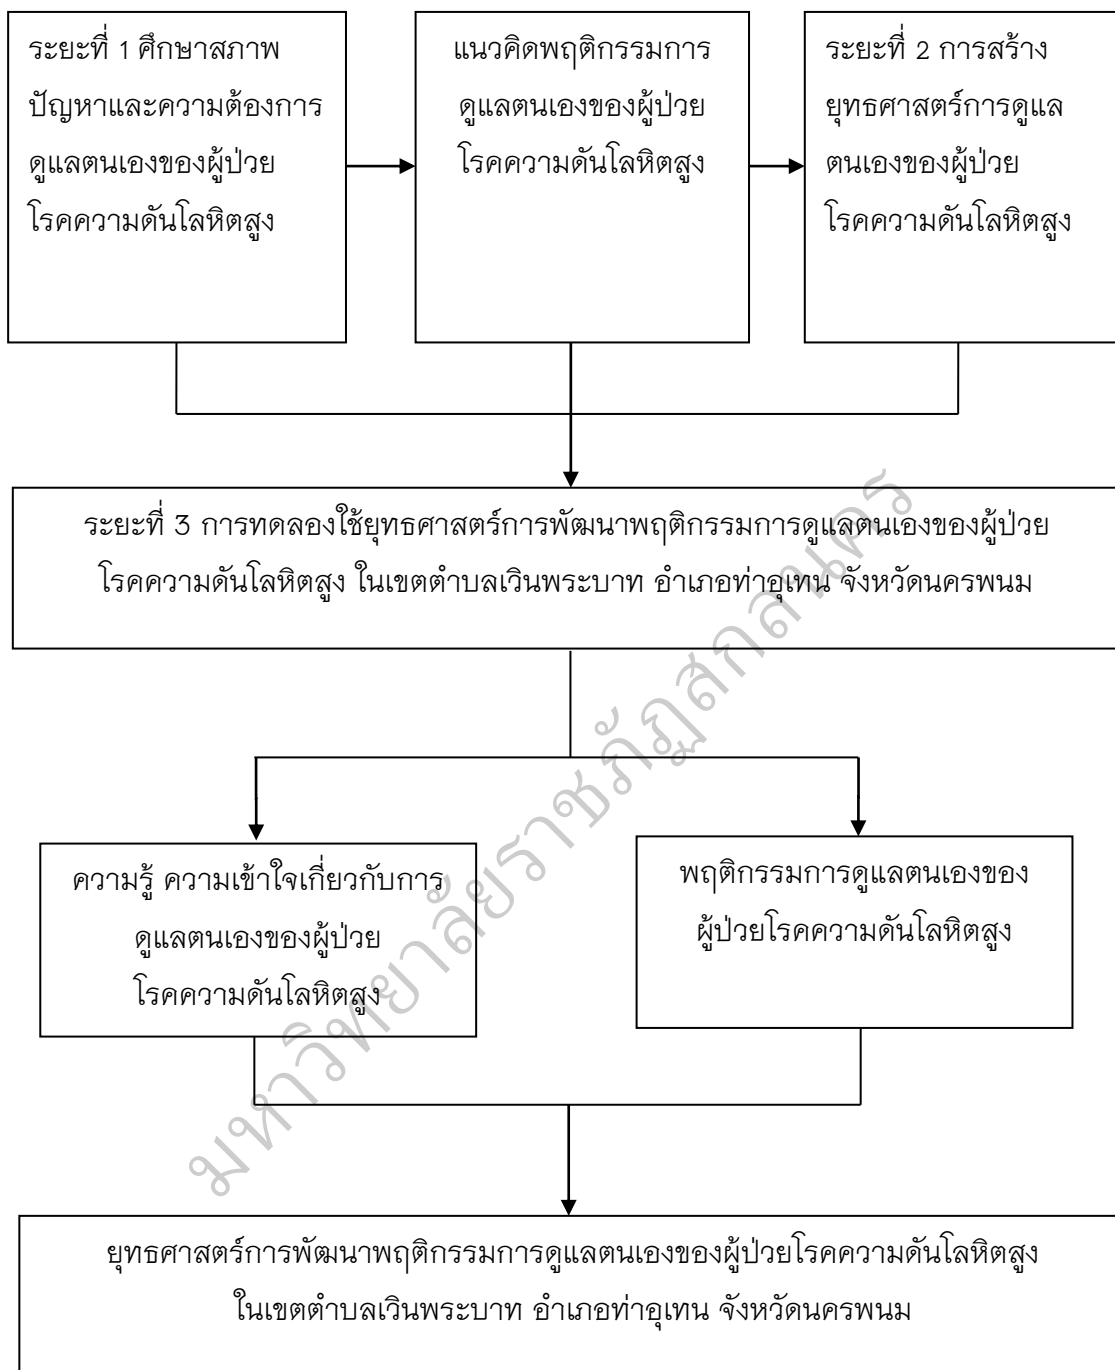 ระยะที่ 1 ศึกษาสภาพ
ปัญหาและความต้องการ
ดูแลตนเองของผู้ป่วย
โรคความดันโลหิตสูง
แนวคิดพฤติกรรมการ
ดูแลตนเองของผู้ป่วย
โรคความดันโลหิตสูง
ระยะที่ 2 การสร้าง
ยุทธศาสตร์การดูแล
ตนเองของผู้ป่วย
โรคความดันโลหิตสูง
ระยะที่ 3 การทดลองใช้ยุทธศาสตร์การพัฒนาพฤติกรรมการดูแลตนเองของผู้ป่วย
โรคความดันโลหิตสูง ในเขตตำบลเวินพระบาท อำเภอท่าอุเทน จังหวัดนครพนม
ความรู้ ความเข้าใจเกี่ยวกับการ
ดูแลตนเองของผู้ป่วย
โรคความดันโลหิตสูง
พฤติกรรมการดูแลตนเองของ
ผู้ป่วยโรคความดันโลหิตสูง
ยุทธศาสตร์การพัฒนาพฤติกรรมการดูแลตนเองของผู้ป่วยโรคความดันโลหิตสูง
ในเขตตำบลเวินพระบาท อำเภอท่าอุเทน จังหวัดนครพนม
มหาวิทยาลัยราชภัฏสกลนคร